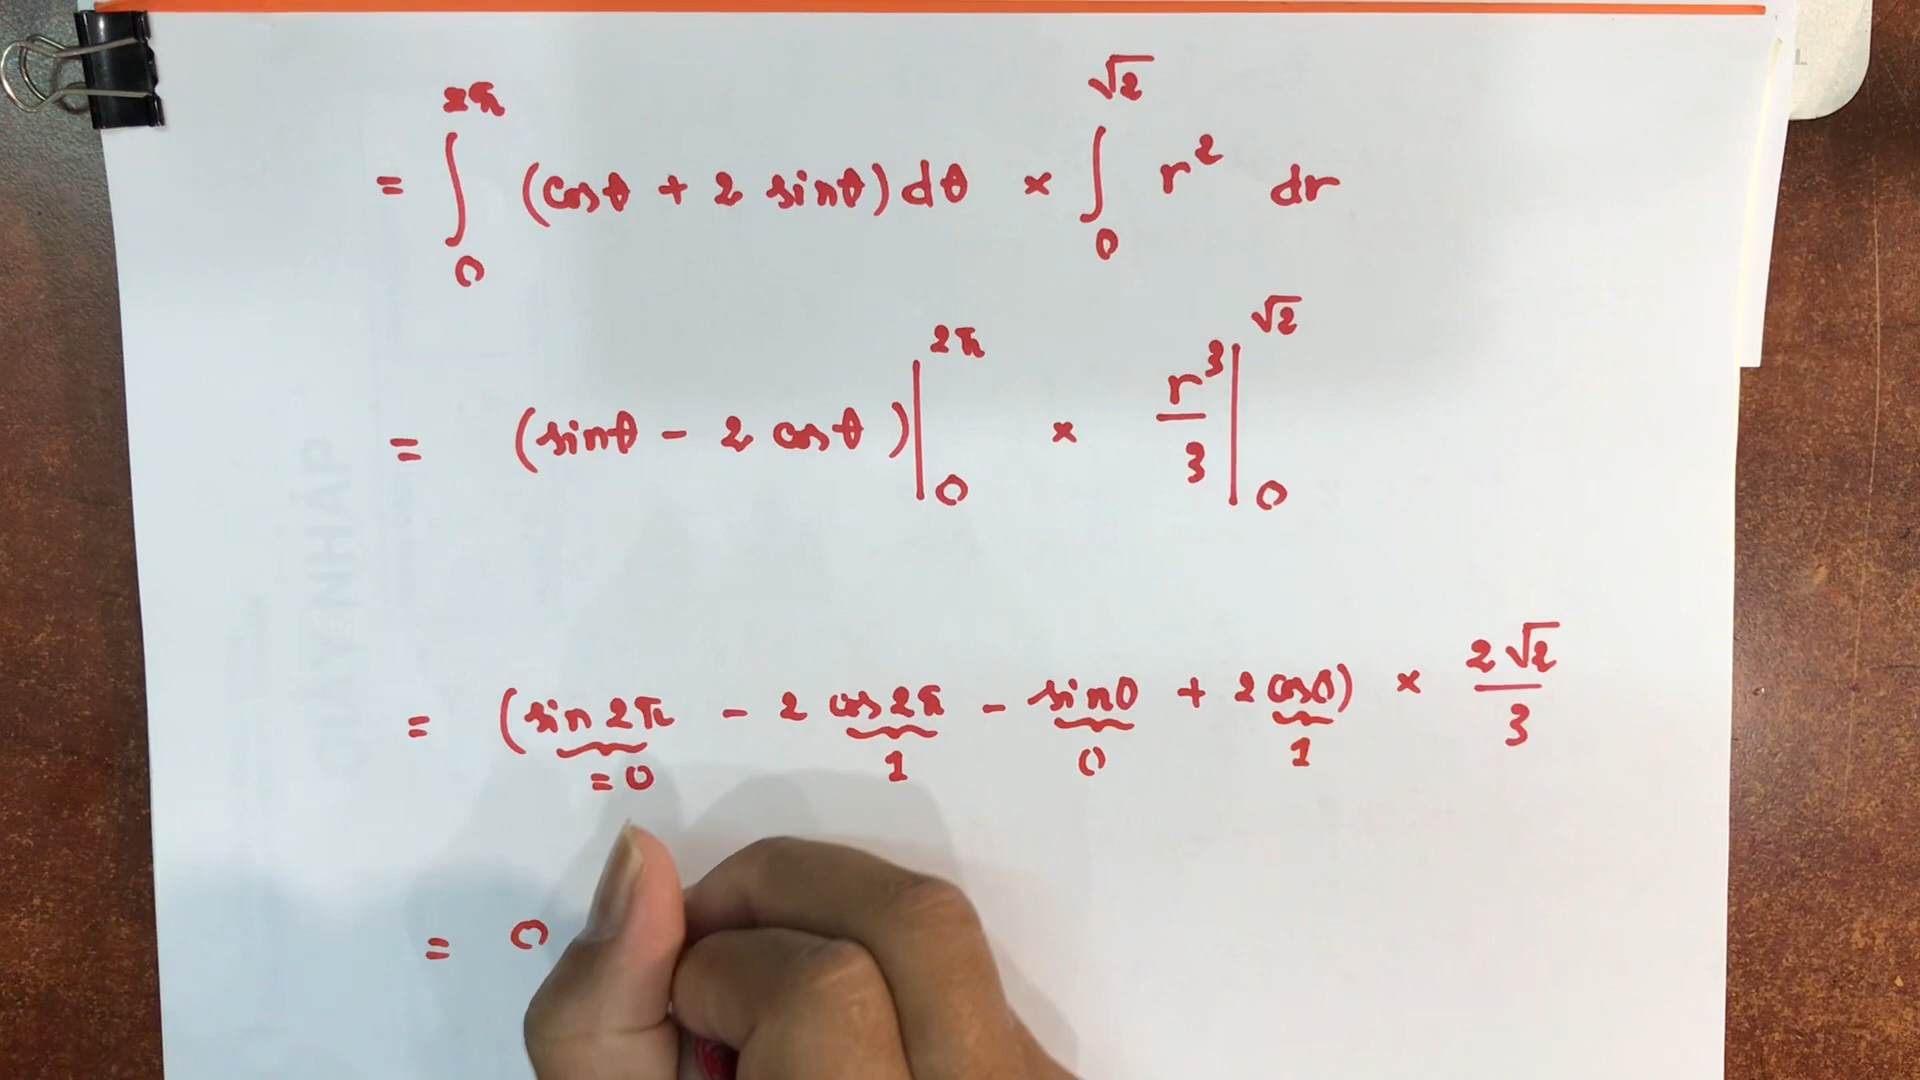 = ∫₀^{2π} (cosθ + 2 sinθ) dθ × ∫₀^{√2} r² dr
= (sinθ - 2 cosθ) |₀^{2π} × r³/3 |₀^{√2}
= (sin 2π - 2 cos 2π - sin 0 + 2 cos 0) × 2√2/3
=0 1 0 1
= 0